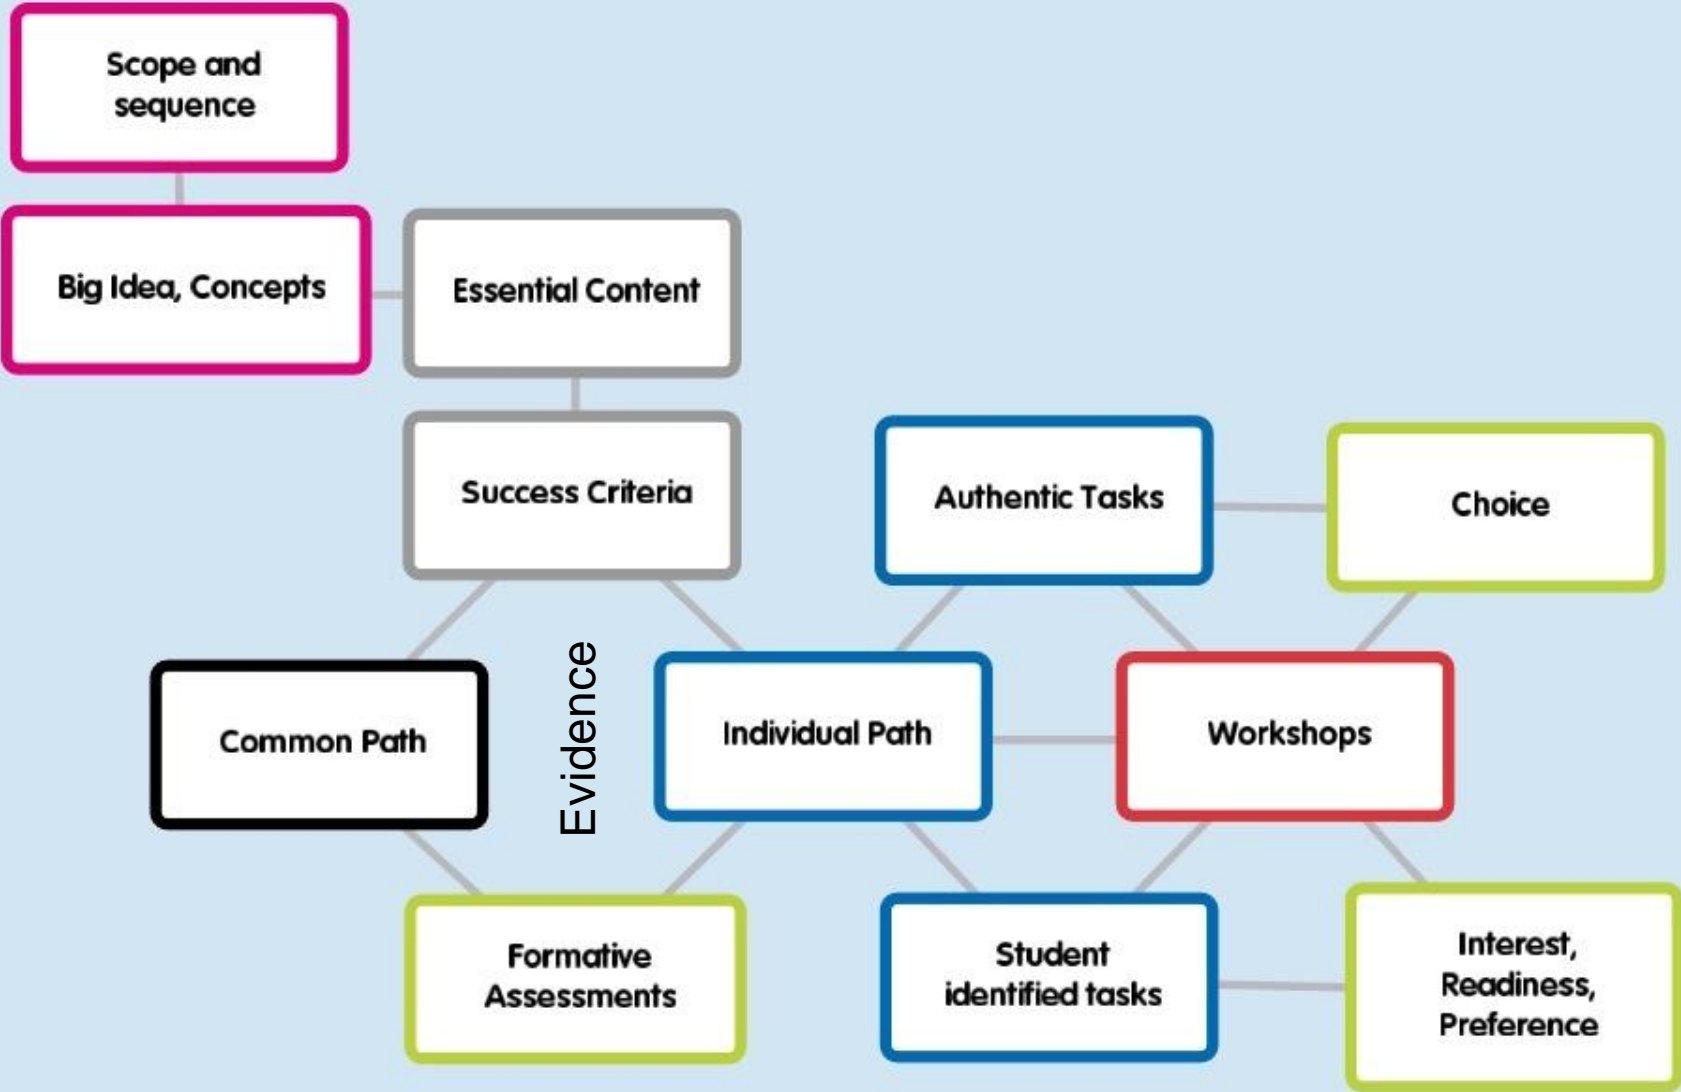 Scope and
sequence
Big Idea, Concepts
Essential Content
Success Criteria
Authentic Tasks
Choice
Common Path
Evidence
Individual Path
Workshops
Formative
Assessments
Student
identified tasks
Interest,
Readiness,
Preference